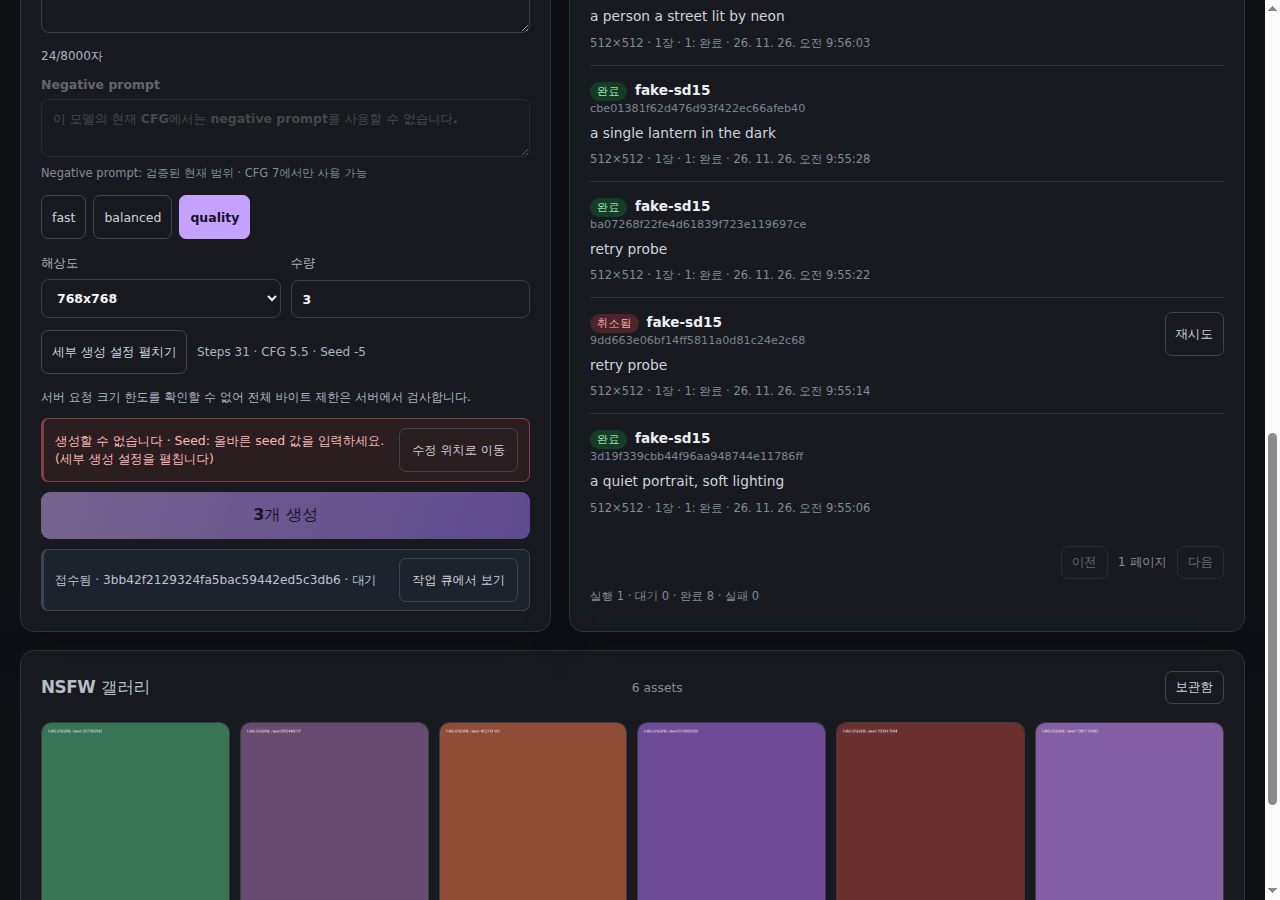 24/8000자
Negative prompt
이 모델의 현재 CFG에서는 negative prompt를 사용할 수 없습니다.
Negative prompt: 검증된 현재 범위 · CFG 7에서만 사용 가능
fast
balanced
quality
해상도
수량
768x768
3
세부 생성 설정 펼치기
Steps 31 · CFG 5.5 · Seed -5
서버 요청 크기 한도를 확인할 수 없어 전체 바이트 제한은 서버에서 검사합니다.
생성할 수 없습니다 · Seed: 올바른 seed 값을 입력하세요.
(세부 생성 설정을 펼칩니다)
수정 위치로 이동
3개 생성
접수됨 · 3bb42f2129324fa5bac59442ed5c3db6 · 대기
작업 큐에서 보기
a person a street lit by neon
512×512 · 1장 · 1: 완료 · 26. 11. 26. 오전 9:56:03
완료 fake-sd15
cbe01381f62d476d93f422ec66afeb40
a single lantern in the dark
512×512 · 1장 · 1: 완료 · 26. 11. 26. 오전 9:55:28
완료 fake-sd15
ba07268f22fe4d61839f723e119697ce
retry probe
512×512 · 1장 · 1: 완료 · 26. 11. 26. 오전 9:55:22
취소됨 fake-sd15
9dd663e06bf14ff5811a0d81c24e2c68
재시도
retry probe
512×512 · 1장 · 1: 완료 · 26. 11. 26. 오전 9:55:14
완료 fake-sd15
3d19f339cbb44f96aa948744e11786ff
a quiet portrait, soft lighting
512×512 · 1장 · 1: 완료 · 26. 11. 26. 오전 9:55:06
이전
1 페이지
다음
실행 1 · 대기 0 · 완료 8 · 실패 0
NSFW 갤러리
6 assets
보관함